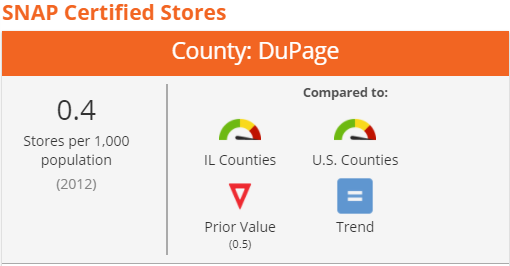 SNAP Certified Stores
County: DuPage
0.4
Stores per 1,000
population
(2012)
Compared to:
IL Counties
U.S. Counties
Prior Value
(0.5)
=
Trend